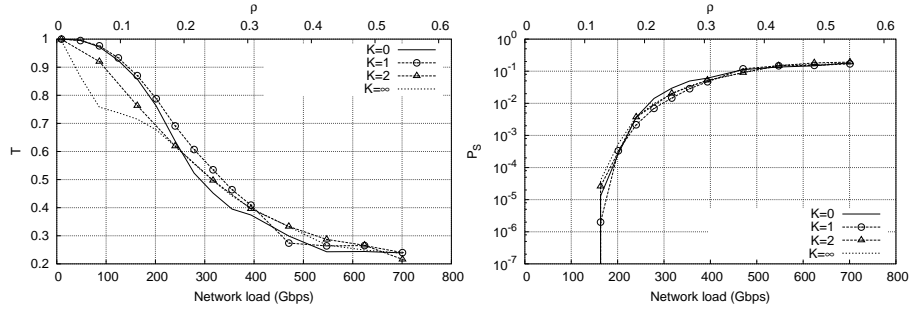 ρ
0 0.1 0.2 0.3 0.4 0.5 0.6
1
0.9
0.8
0.7
0.6
0.5
0.4
0.3
0.2
T
K=0
K=1
K=2
K=∞
0 100 200 300 400 500 600 700 800
Network load (Gbps)
ρ
0 0.1 0.2 0.3 0.4 0.5 0.6
10^0
10^-1
10^-2
10^-3
10^-4
10^-5
10^-6
10^-7
P_S
K=0
K=1
K=2
K=∞
0 100 200 300 400 500 600 700 800
Network load (Gbps)